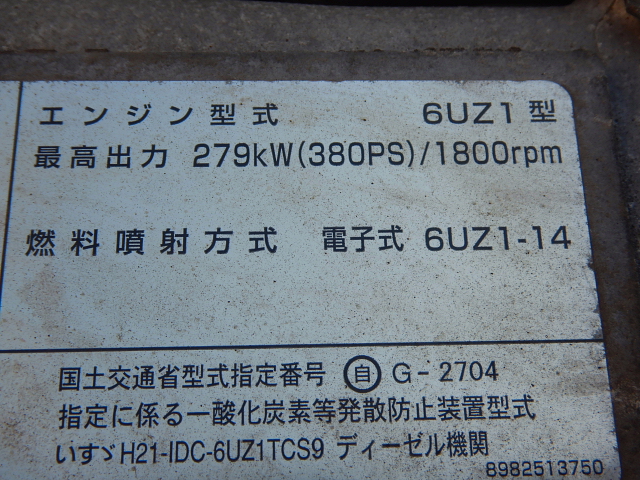 エンジン型式 6UZ1型
最高出力 279kW(380PS)/1800rpm
燃料噴射方式 電子式 6UZ1-14
国土交通省型式指定番号 自 G-2704
指定に係る一酸化炭素等発散防止装置型式
いすゞH21-IDC-6UZ1TCS9 ディーゼル機関
8982513750